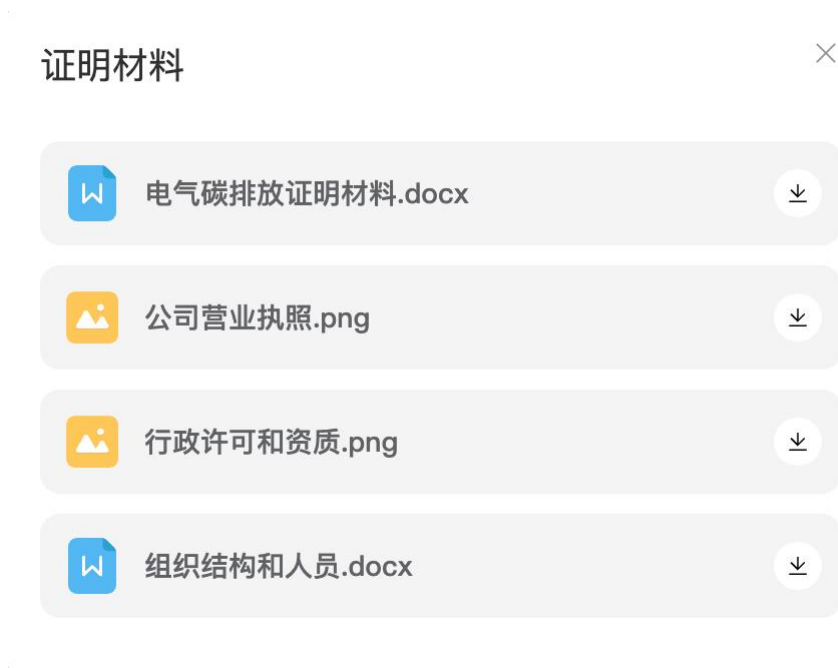 证明材料
电气碳排放证明材料.docx
公司营业执照.png
行政许可和资质.png
组织结构和人员.docx